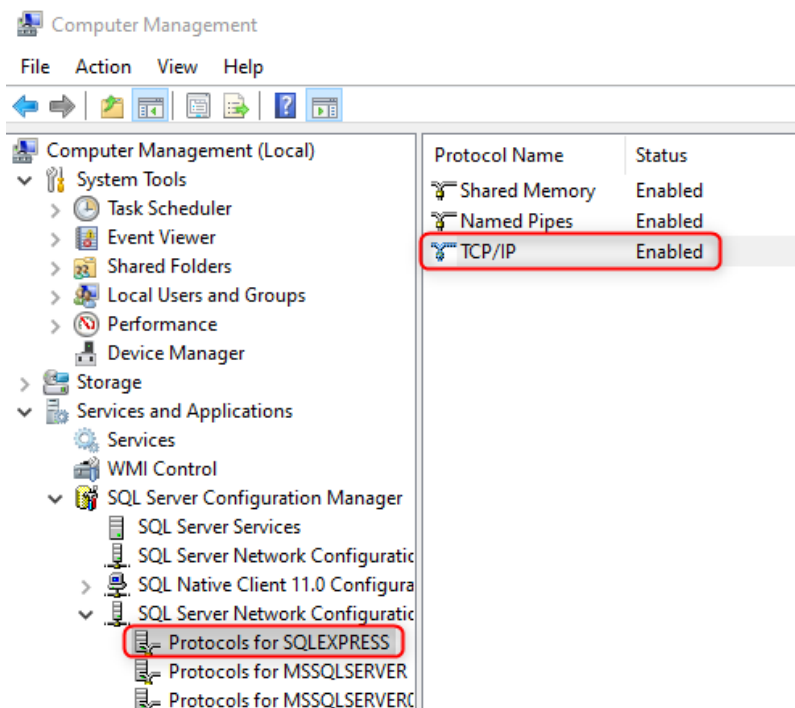 Computer Management
File Action View Help
Computer Management (Local)
System Tools
Task Scheduler
Event Viewer
Shared Folders
Local Users and Groups
Performance
Device Manager
Storage
Services and Applications
Services
WMI Control
SQL Server Configuration Manager
SQL Server Services
SQL Server Network Configuratic
SQL Native Client 11.0 Configura
SQL Server Network Configuratic
Protocols for SQLEXPRESS
Protocols for MSSQLSERVER
Protocols for MSSQLSERVER(
Protocol Name Status
Shared Memory Enabled
Named Pipes Enabled
TCP/IP Enabled